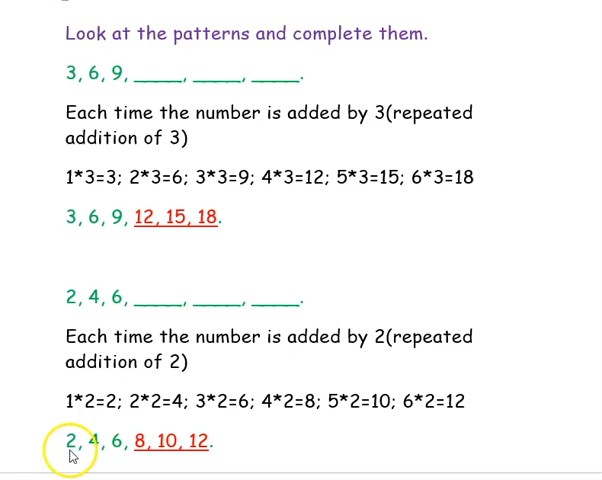 Look at the patterns and complete them.
3, 6, 9, ____, ____, ____.
Each time the number is added by 3(repeated
addition of 3)
1*3=3; 2*3=6; 3*3=9; 4*3=12; 5*3=15; 6*3=18
3, 6, 9, 12, 15, 18.
2, 4, 6, ____, ____, ____.
Each time the number is added by 2(repeated
addition of 2)
1*2=2; 2*2=4; 3*2=6; 4*2=8; 5*2=10; 6*2=12
2, 4, 6, 8, 10, 12.